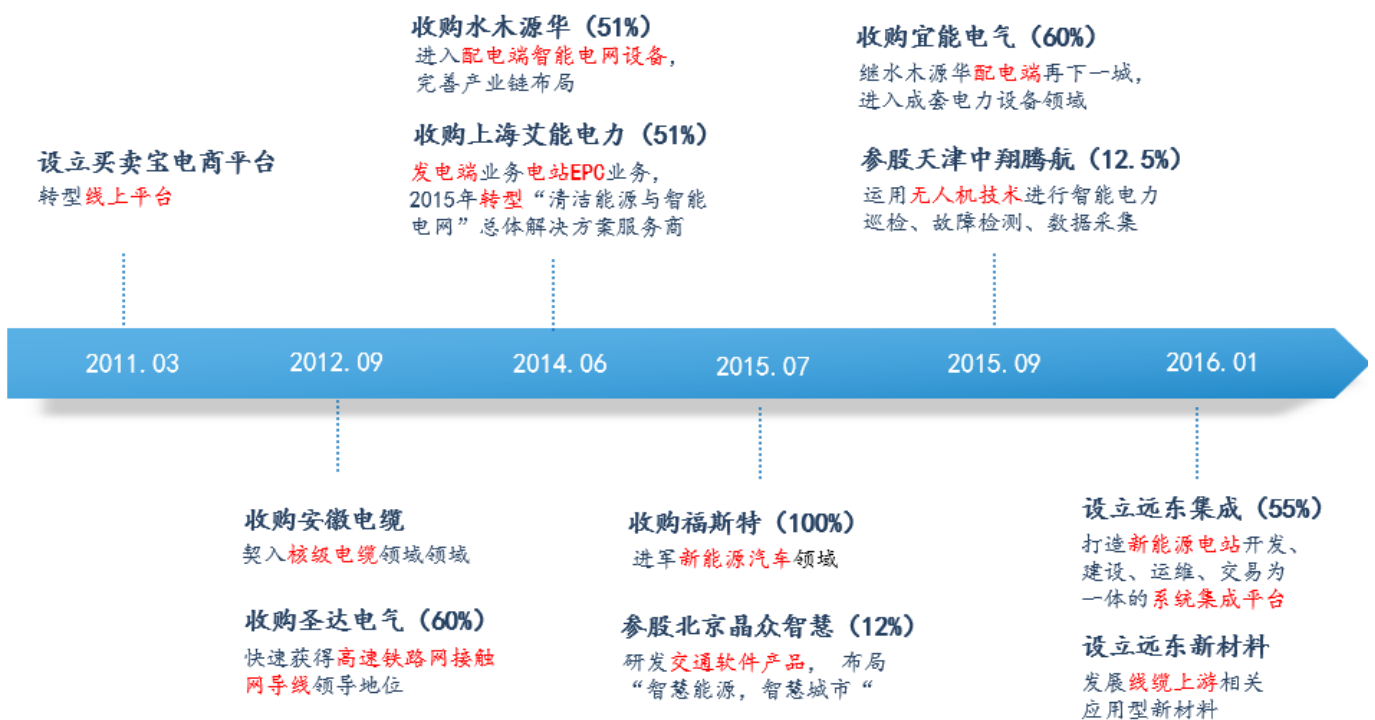 设立买卖宝电商平台
转型线上平台
收购水木源华（51%）
进入配电端智能电网设备，
完善产业链布局
收购上海艾能电力（51%）
发电端业务电站EPC业务，
2015年转型“清洁能源与智能
电网”总体解决方案服务商
收购宜能电气（60%）
继水木源华配电端再下一城，
进入成套电力设备领域
参股天津中翔腾航（12.5%）
运用无人机技术进行智能电力
巡检、故障检测、数据采集
2011.03
2012.09
2014.06
2015.07
2015.09
2016.01
收购安徽电缆
契入核级电缆领域领域
收购圣达电气（60%）
快速获得高速铁路网接触
网导线领导地位
收购福斯特（100%）
进军新能源汽车领域
参股北京晶众智慧（12%）
研发交通软件产品， 布局
“智慧能源，智慧城市“
设立远东集成（55%）
打造新能源电站开发、
建设、运维、交易为
一体的系统集成平台
设立远东新材料
发展线缆上游相关
应用型新材料